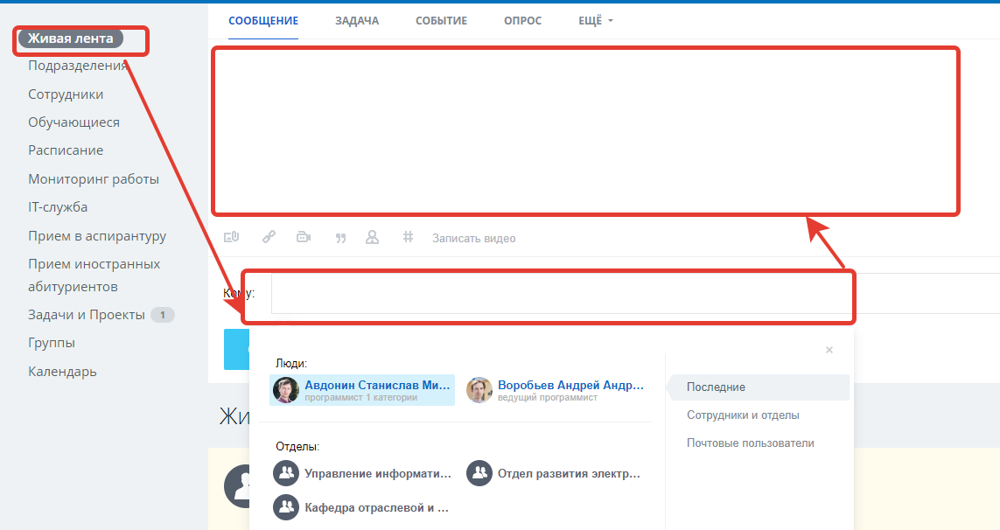 СООБЩЕНИЕ ЗАДАЧА СОБЫТИЕ ОПРОС ЕЩЁ
Живая лента
Подразделения
Сотрудники
Обучающиеся
Расписание
Мониторинг работы
IT-служба
Прием в аспирантуру
Прием иностранных
абитуриентов
Задачи и Проекты 1
Группы
Календарь
Записать видео
Кому:
Люди:
Авдонин Станислав Ми...
программист 1 категории
Воробьев Андрей Андр...
ведущий программист
Отделы:
Управление информати...
Отдел развития электр...
Кафедра отраслевой и ...
Последние
Сотрудники и отделы
Почтовые пользователи
Жи